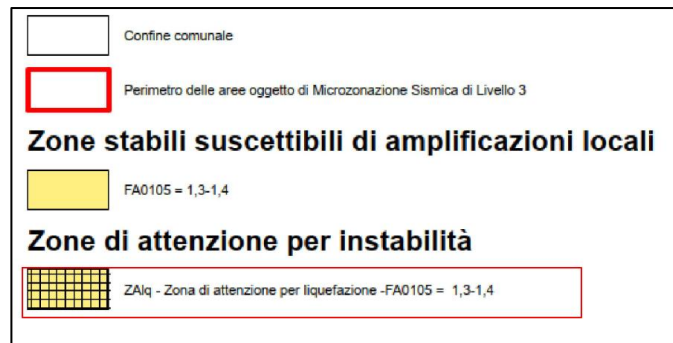 Confine comunale
Perimetro delle aree oggetto di Microzonazione Sismica di Livello 3
Zone stabili suscettibili di amplificazioni locali
FA0105 = 1,3-1,4
Zone di attenzione per instabilità
ZAlq - Zona di attenzione per liquefazione -FA0105 = 1,3-1,4